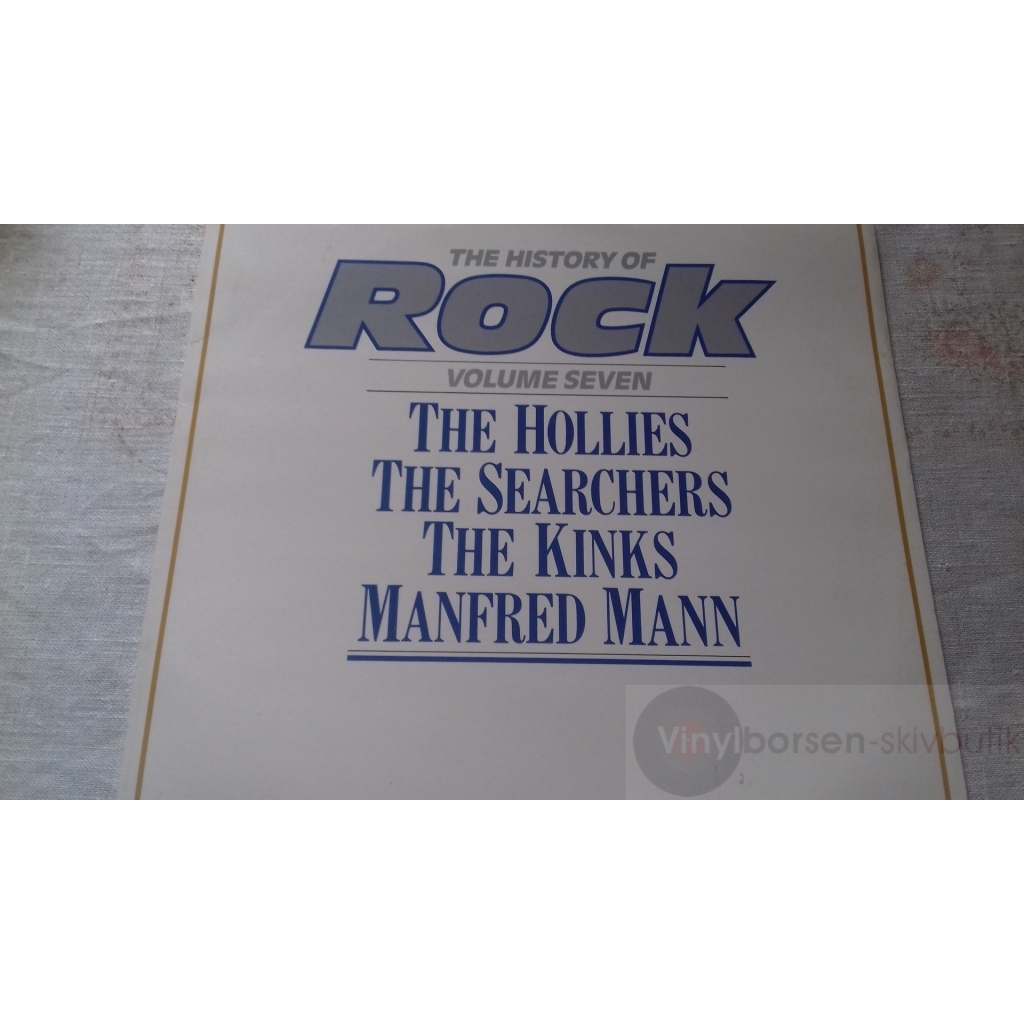 THE HISTORY OF
ROCK
VOLUME SEVEN
THE HOLLIES
THE SEARCHERS
THE KINKS
MANFRED MANN
Vinylborsen-skivbutik